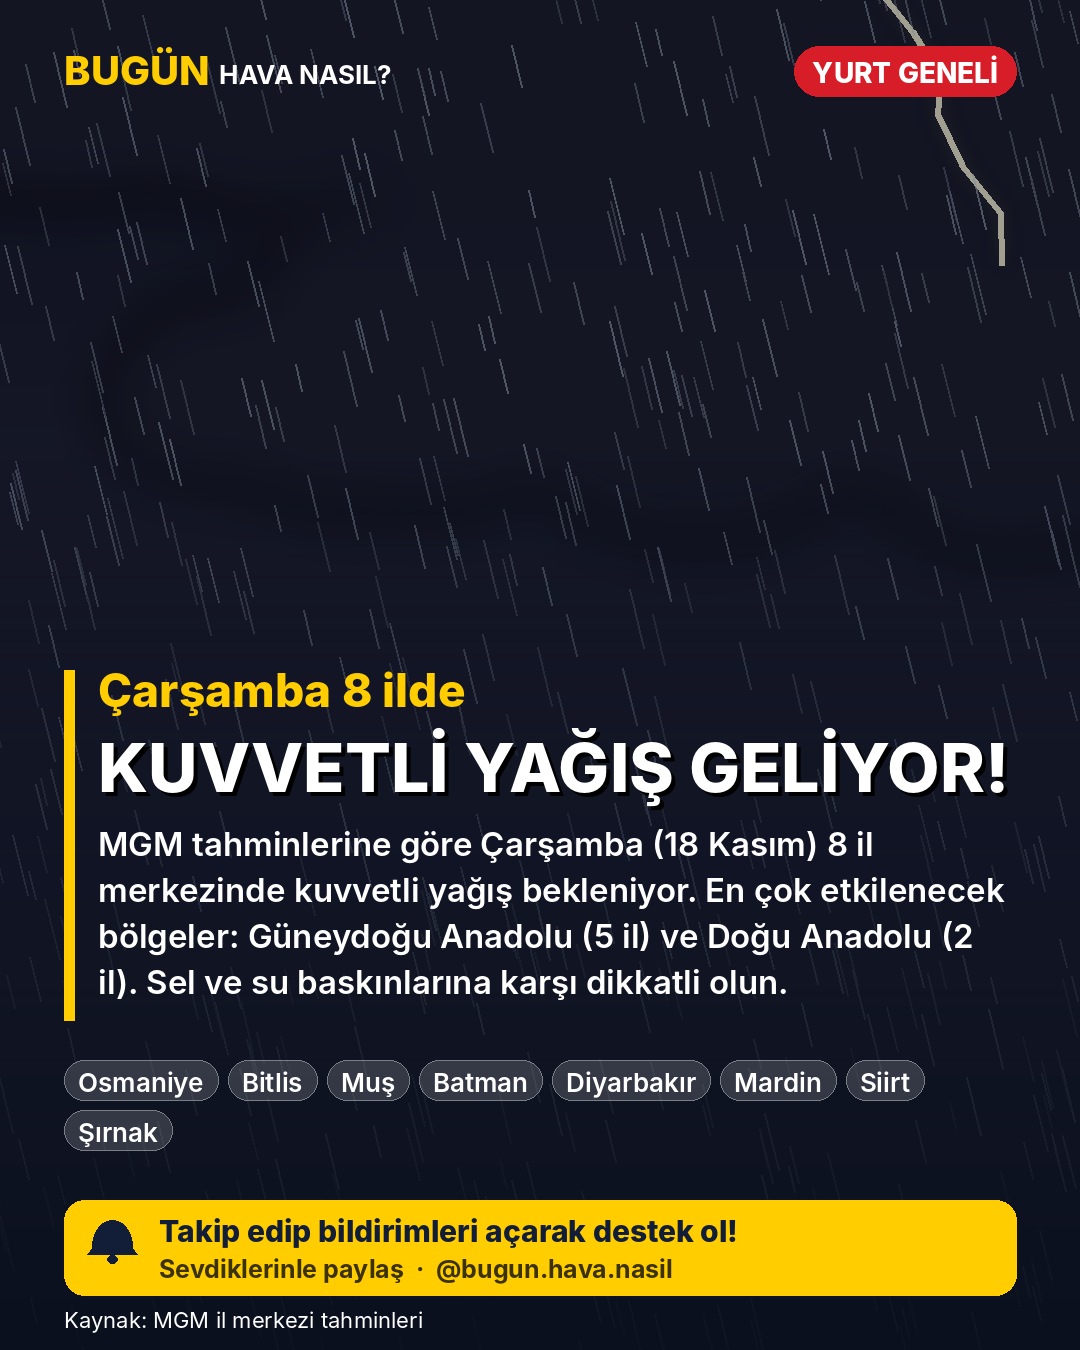 BUGÜN HAVA NASIL?
YURT GENELİ
Çarşamba 8 ilde
KUVVETLİ YAĞIŞ GELİYOR!
MGM tahminlerine göre Çarşamba (18 Kasım) 8 il
merkezinde kuvvetli yağış bekleniyor. En çok etkilenecek
bölgeler: Güneydoğu Anadolu (5 il) ve Doğu Anadolu (2
il). Sel ve su baskınlarına karşı dikkatli olun.
Osmaniye Bitlis Muş Batman Diyarbakır Mardin Siirt
Şırnak
Takip edip bildirimleri açarak destek ol!
Sevdiklerinle paylaş · @bugun.hava.nasil
Kaynak: MGM il merkezi tahminleri